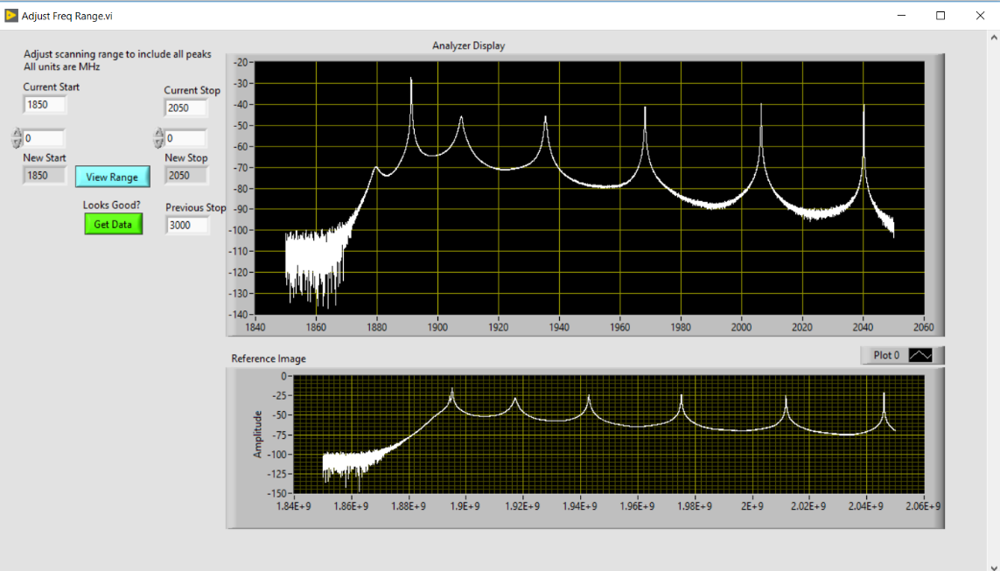 Adjust Freq Range.vi
Adjust scanning range to include all peaks
All units are MHz
Current Start
1850
Current Stop
2050
0
0
New Start
1850
View Range
New Stop
2050
Looks Good?
Get Data
Previous Stop
3000
Analyzer Display
-20
-30
-40
-50
-60
-70
-80
-90
-100
-110
-120
-130
-140
1840 1860 1880 1900 1920 1940 1960 1980 2000 2020 2040 2060
Plot 0
Reference Image
Amplitude
0
-25
-50
-75
-100
-125
-150
1.84E+9 1.86E+9 1.88E+9 1.9E+9 1.92E+9 1.94E+9 1.96E+9 1.98E+9 2E+9 2.02E+9 2.04E+9 2.06E+9